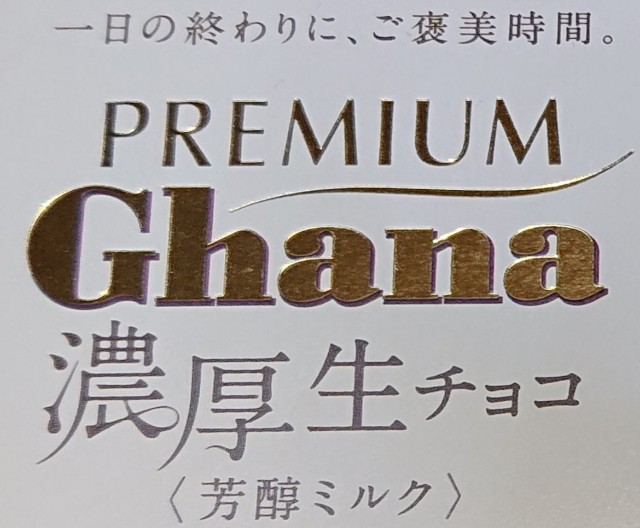 一日の終わりに、ご褒美時間。
PREMIUM
Ghana
濃厚生チョコ
〈芳醇ミルク〉